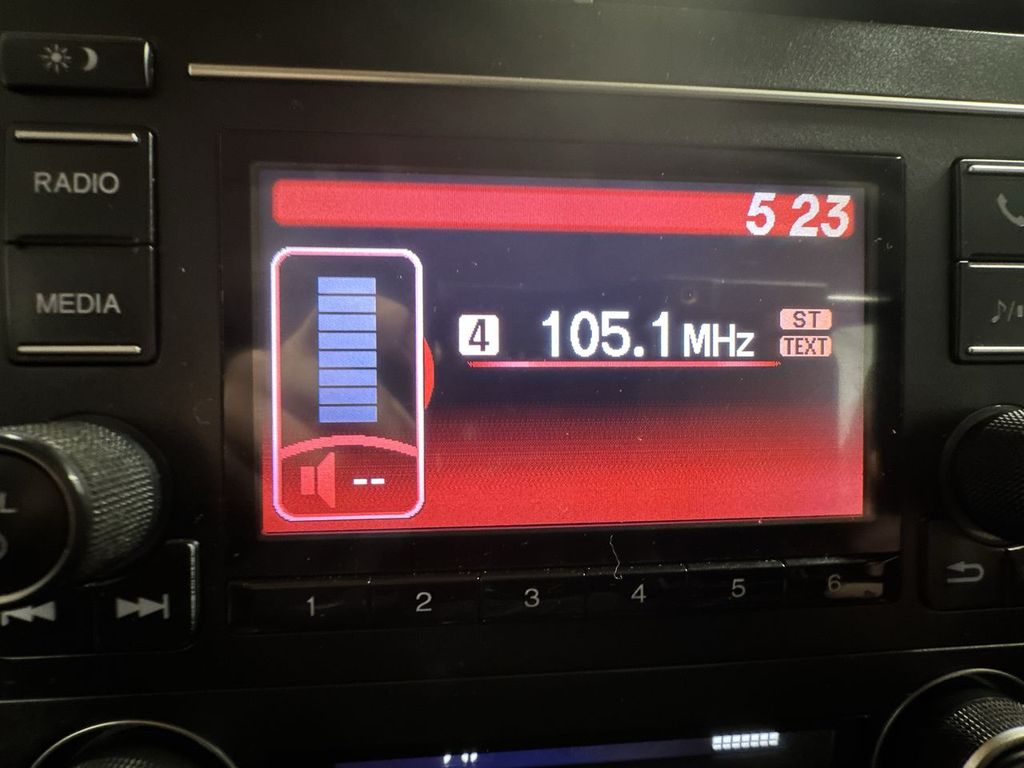 RADIO
MEDIA
5 23
4 105.1 MHz ST
TEXT
--
1 2 3 4 5 6